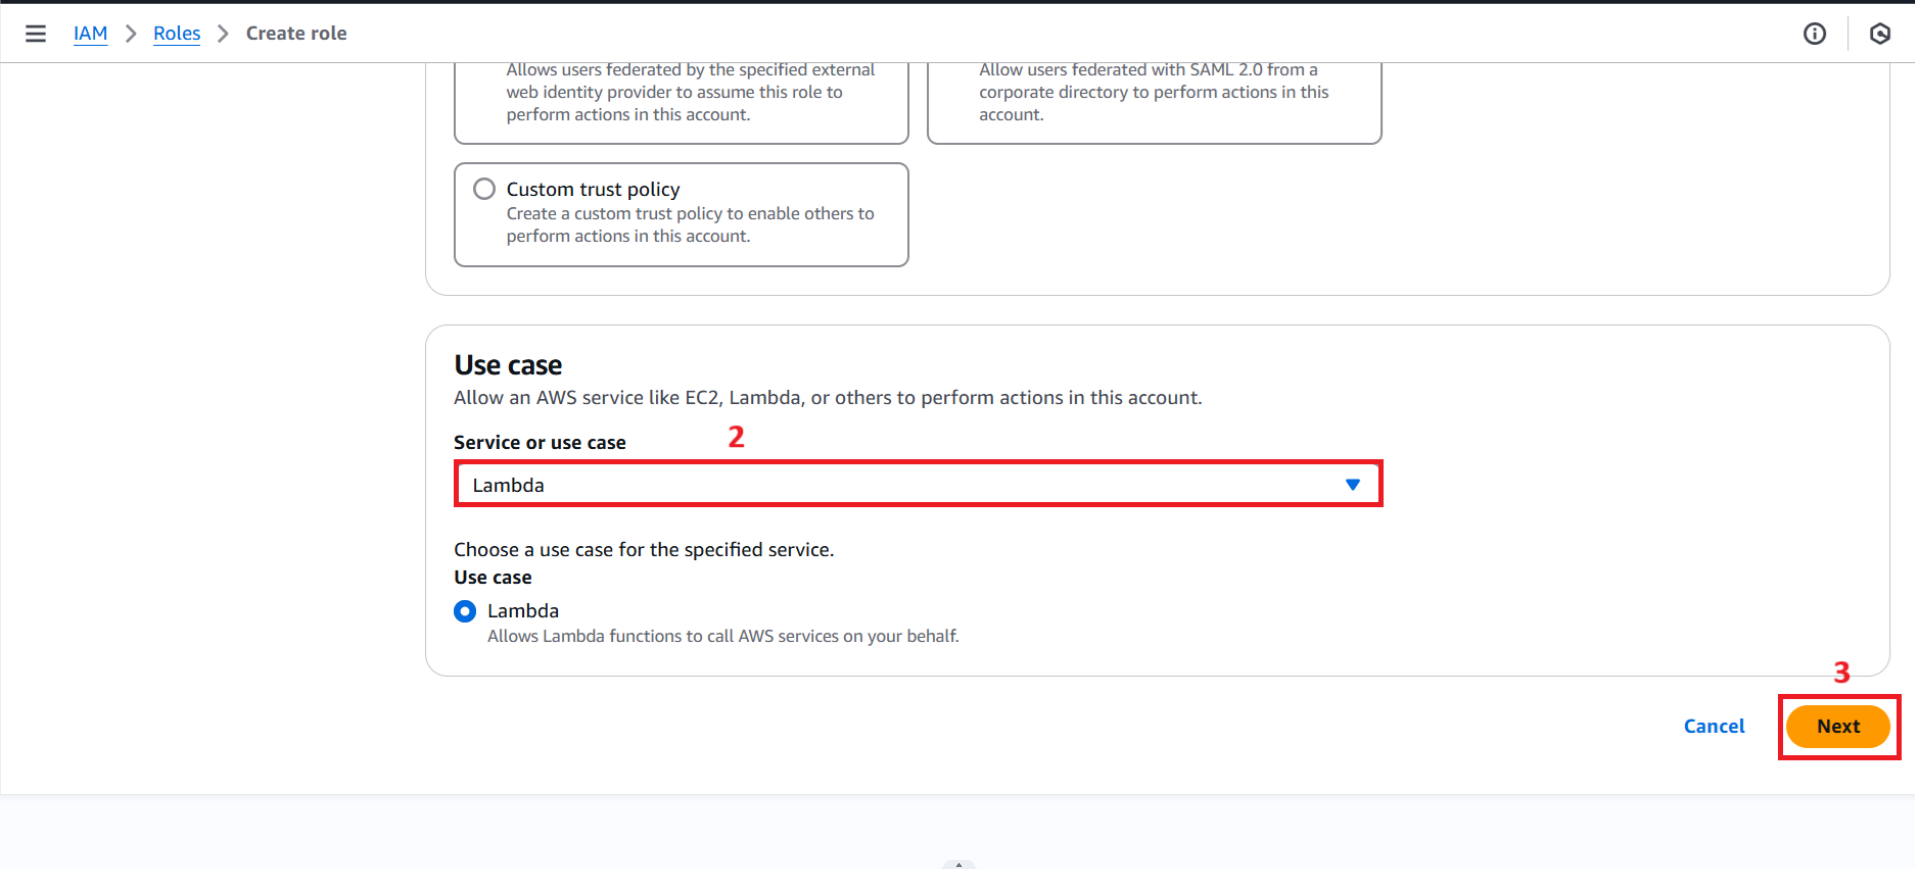 IAM > Roles > Create role
Allows users federated by the specified external
web identity provider to assume this role to
perform actions in this account.
Allow users federated with SAML 2.0 from a
corporate directory to perform actions in this
account.
Custom trust policy
Create a custom trust policy to enable others to
perform actions in this account.
Use case
Allow an AWS service like EC2, Lambda, or others to perform actions in this account.
Service or use case
2
Lambda
Choose a use case for the specified service.
Use case
Lambda
Allows Lambda functions to call AWS services on your behalf.
3
Cancel
Next